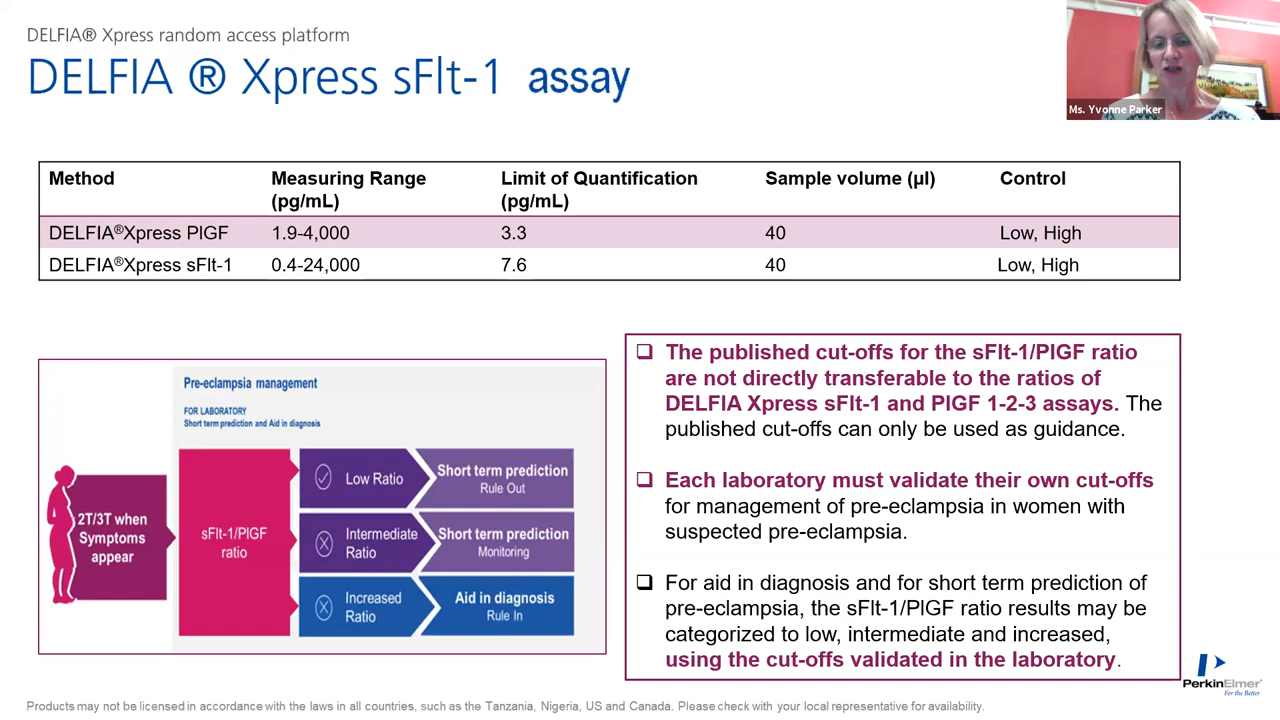 DELFIA® Xpress random access platform
DELFIA ® Xpress sFlt-1 assay
Ms. Yvonne Parker
Method Measuring Range (pg/mL) Limit of Quantification (pg/mL) Sample volume (µl) Control
DELFIA®Xpress PlGF 1.9-4,000 3.3 40 Low, High
DELFIA®Xpress sFlt-1 0.4-24,000 7.6 40 Low, High
Pre-eclampsia management
FOR LABORATORY
Short term prediction and Aid in diagnosis
2T/3T when
Symptoms
appear
sFlt-1/PlGF
ratio
Low Ratio
Short term prediction
Rule Out
Intermediate
Ratio
Short term prediction
Monitoring
Increased
Ratio
Aid in diagnosis
Rule In
The published cut-offs for the sFlt-1/PlGF ratio
are not directly transferable to the ratios of
DELFIA Xpress sFlt-1 and PlGF 1-2-3 assays. The
published cut-offs can only be used as guidance.
Each laboratory must validate their own cut-offs
for management of pre-eclampsia in women with
suspected pre-eclampsia.
For aid in diagnosis and for short term prediction of
pre-eclampsia, the sFlt-1/PlGF ratio results may be
categorized to low, intermediate and increased,
using the cut-offs validated in the laboratory.
PerkinElmer
For the Better
Products may not be licensed in accordance with the laws in all countries, such as the Tanzania, Nigeria, US and Canada. Please check with your local representative for availability.